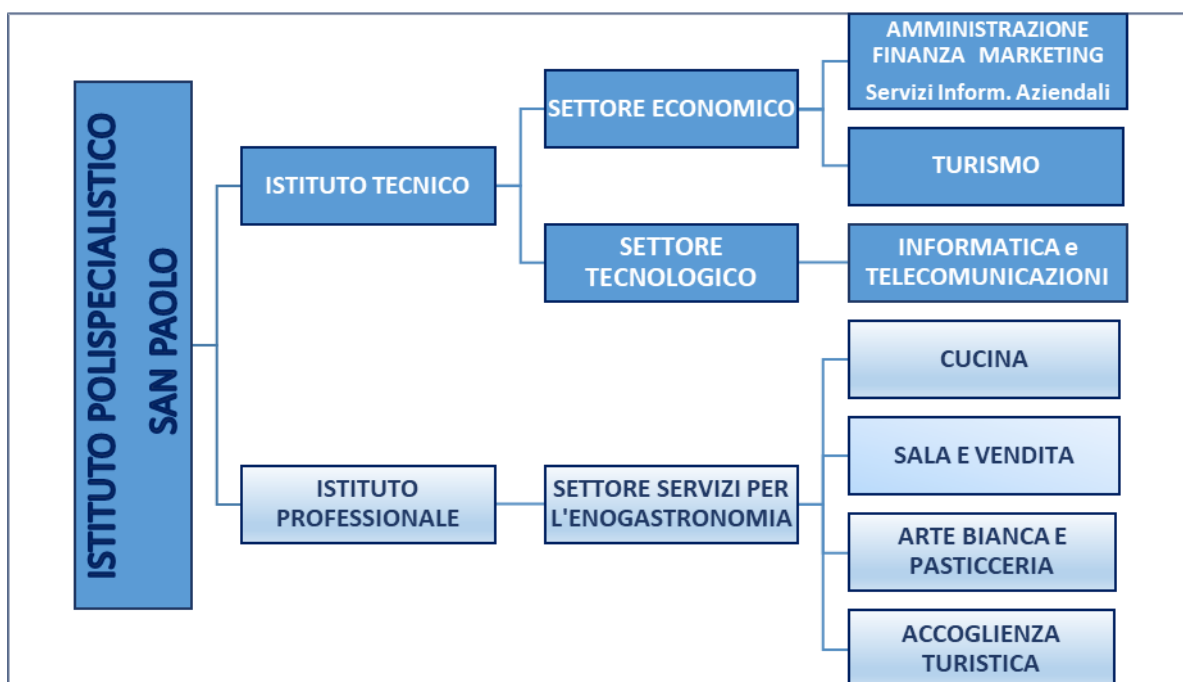 ISTITUTO POLISPECIALISTICO
SAN PAOLO
ISTITUTO TECNICO
SETTORE ECONOMICO
AMMINISTRAZIONE
FINANZA MARKETING
Servizi Inform. Aziendali
TURISMO
SETTORE
TECNOLOGICO
INFORMATICA e
TELECOMUNICAZIONI
ISTITUTO
PROFESSIONALE
SETTORE SERVIZI PER
L'ENOGASTRONOMIA
CUCINA
SALA E VENDITA
ARTE BIANCA E
PASTICCERIA
ACCOGLIENZA
TURISTICA